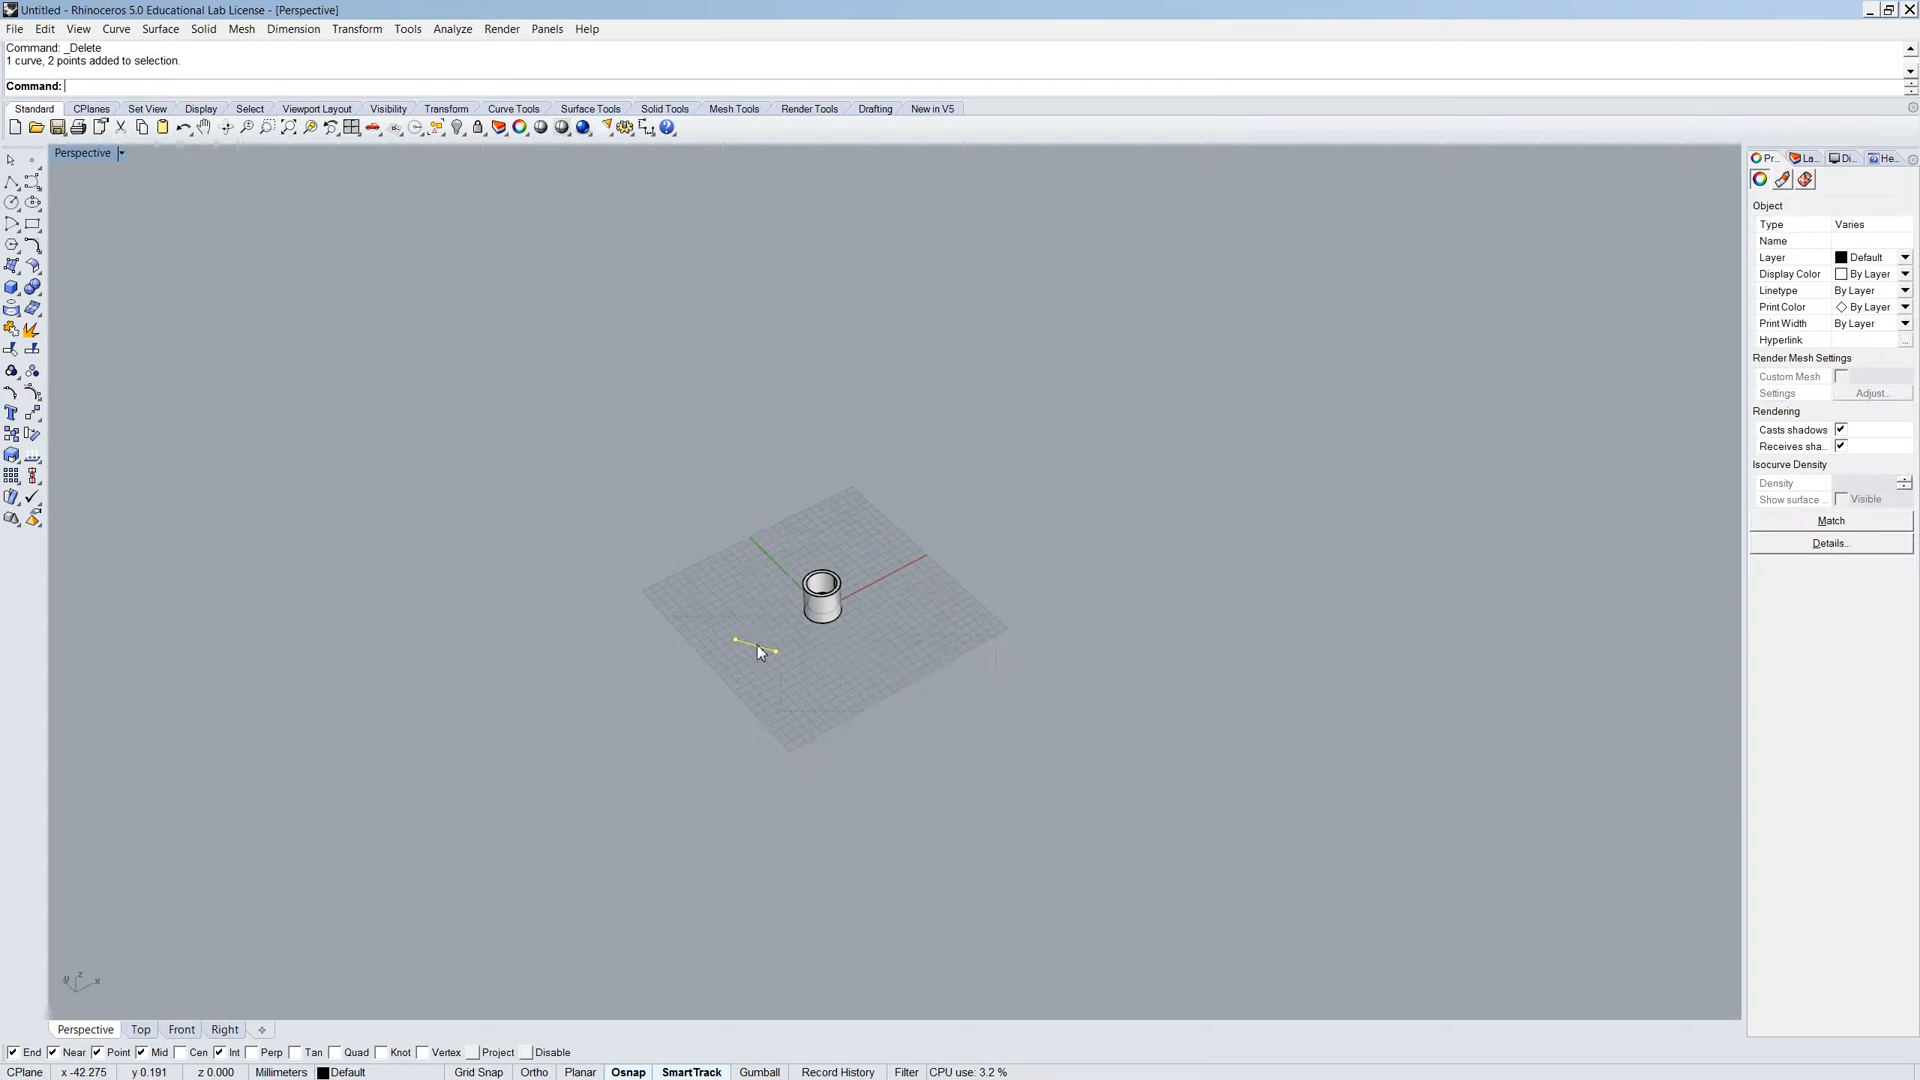 Untitled - Rhinoceros 5.0 Educational Lab License - [Perspective]
File Edit View Curve Surface Solid Mesh Dimension Transform Tools Analyze Render Panels Help
Command: _Delete
1 curve, 2 points added to selection.
Command:
Standard CPlanes Set View Display Select Viewport Layout Visibility Transform Curve Tools Surface Tools Solid Tools Mesh Tools Render Tools Drafting New in V5
Perspective
Pr... La... Di... He...
Object
Type Varies
Name
Layer Default
Display Color By Layer
Linetype By Layer
Print Color By Layer
Print Width By Layer
Hyperlink ...
Render Mesh Settings
Custom Mesh
Settings Adjust...
Rendering
Casts shadows
Receives sha...
Isocurve Density
Density
Show surface ... Visible
Match
Details...
z
y x
Perspective Top Front Right
End Near Point Mid Cen Int Perp Tan Quad Knot Vertex Project Disable
CPlane x -42.275 y 0.191 z 0.000 Millimeters Default Grid Snap Ortho Planar Osnap SmartTrack Gumball Record History Filter CPU use: 3.2 %